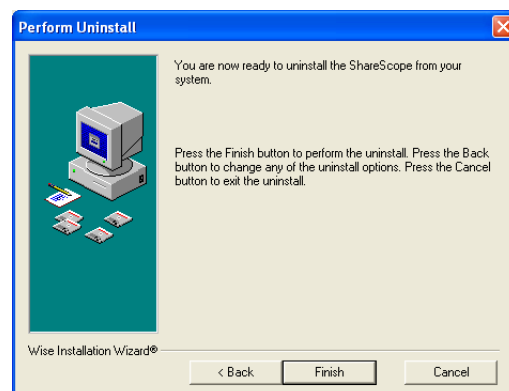 Perform Uninstall
You are now ready to uninstall the ShareScope from your
system.
Press the Finish button to perform the uninstall. Press the Back
button to change any of the uninstall options. Press the Cancel
button to exit the uninstall.
Wise Installation Wizard®
< Back Finish Cancel